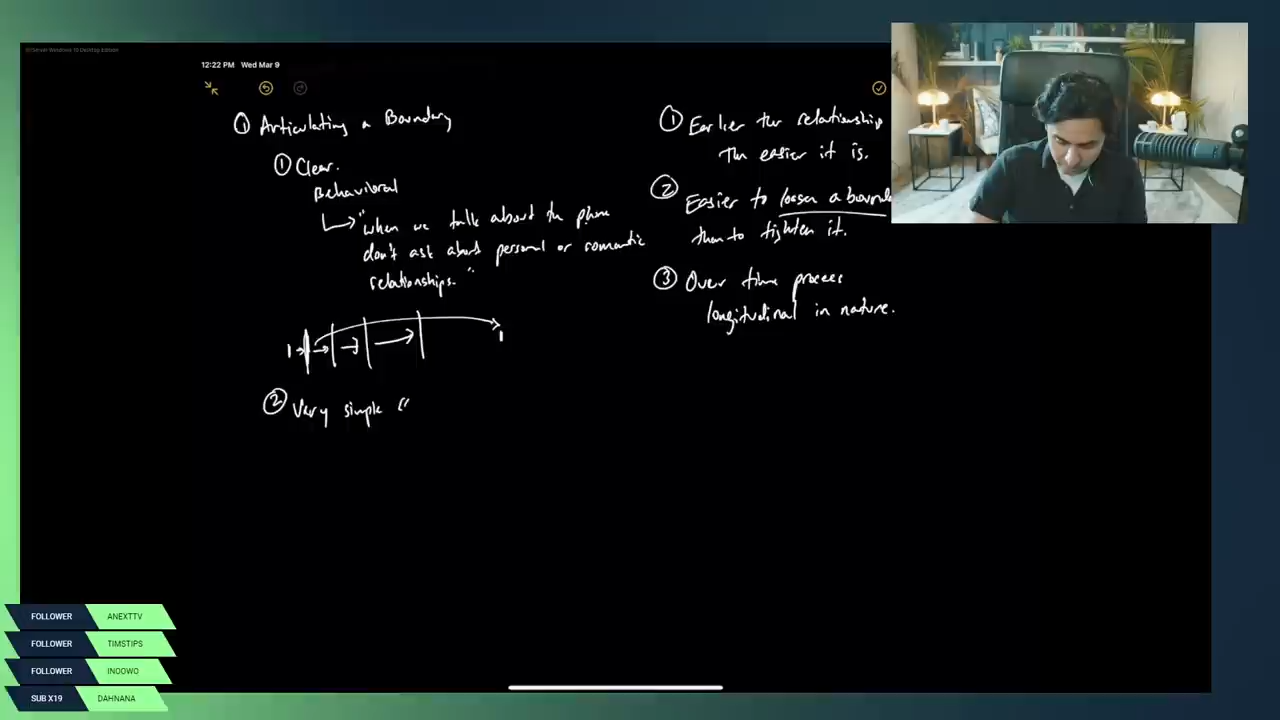 12:22 PM Wed Mar 9
① Articulating a Boundary
① Clear.
Behavioral
"when we talk about the phone
don't ask about personal or romantic
relationships."
② Very simple "
① Earlier the relationship
The easier it is.
② Easier to loosen a
than to tighten it.
③ Over time process
longitudinal in nature.
FOLLOWER ANEXTTV
FOLLOWER TIMSTIPS
FOLLOWER INOOWO
SUB X19 DAHNANA